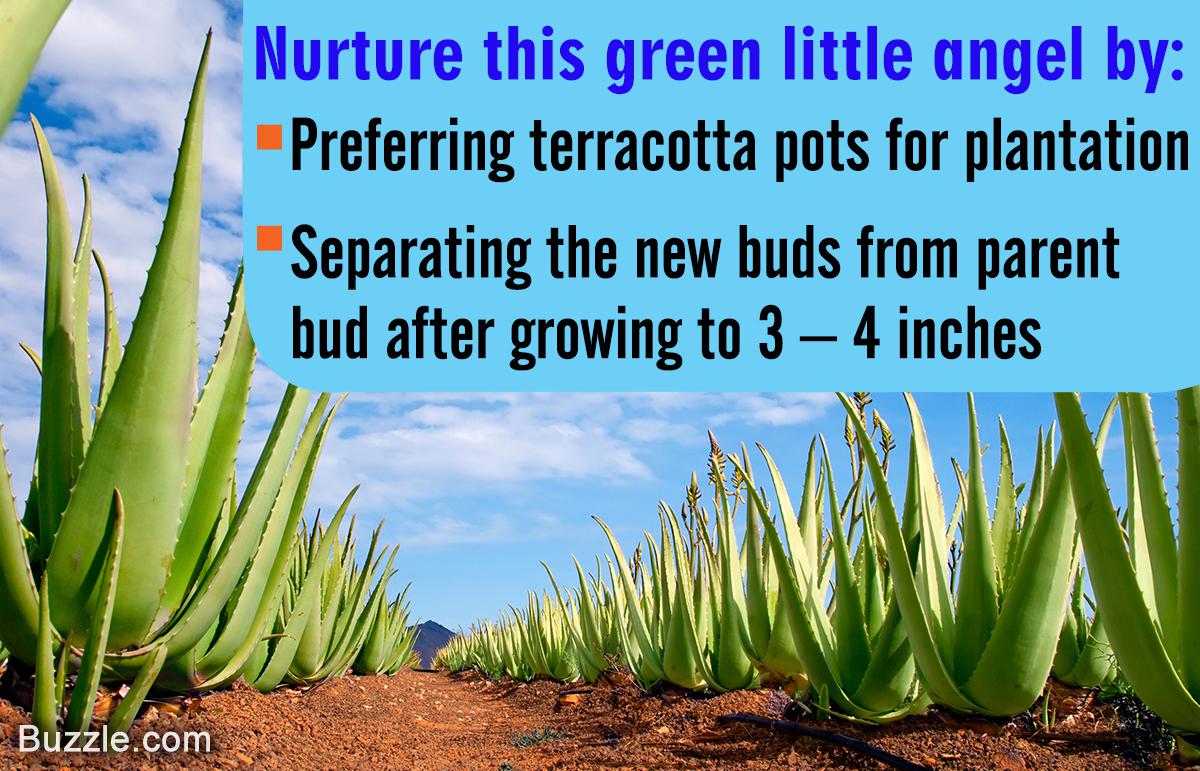 Nurture this green little angel by:
Preferring terracotta pots for plantation
Separating the new buds from parent
bud after growing to 3 – 4 inches
Buzzle.com